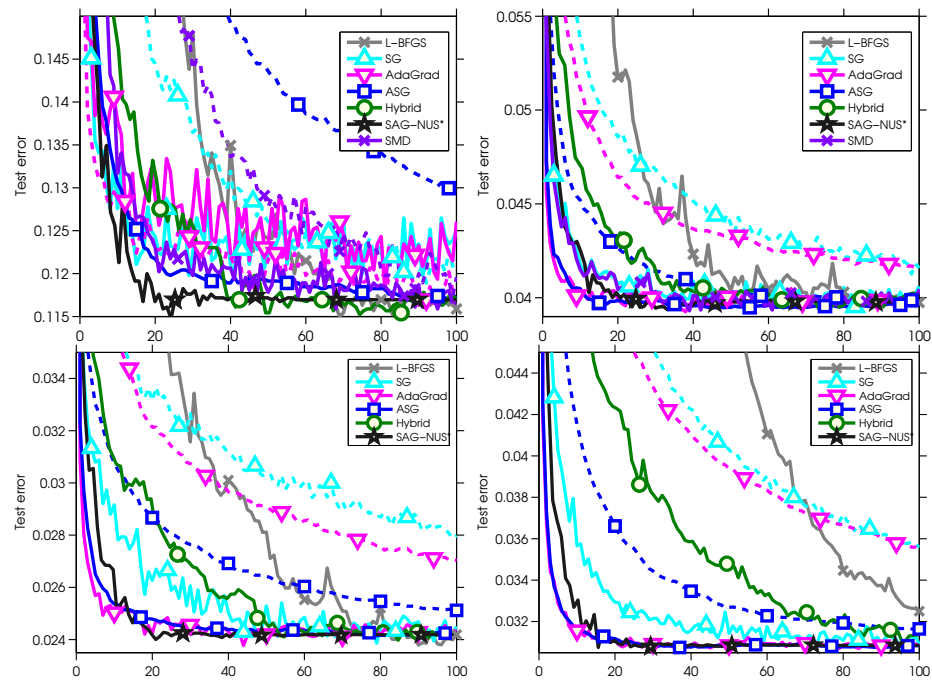 0.145
0.14
0.135
0.13
0.125
0.12
0.115
Test error
0
20
40
60
80
100
L–BFGS
SG
AdaGrad
ASG
Hybrid
SAG–NUS*
SMD
0.055
0.05
0.045
0.04
Test error
0
20
40
60
80
100
L–BFGS
SG
AdaGrad
ASG
Hybrid
SAG–NUS*
SMD
0.034
0.032
0.03
0.028
0.026
0.024
Test error
0
20
40
60
80
100
L–BFGS
SG
AdaGrad
ASG
Hybrid
SAG–NUS*
0.044
0.042
0.04
0.038
0.036
0.034
0.032
Test error
0
20
40
60
80
100
L–BFGS
SG
AdaGrad
ASG
Hybrid
SAG–NUS*